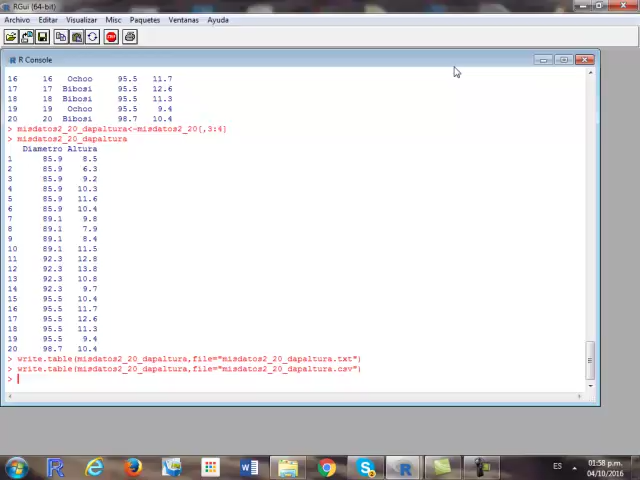 RGui (64-bit)
Archivo Editar Visualizar Misc Paquetes Ventanas Ayuda
STOP
R Console
16 16 Ochoo 95.5 11.7
17 17 Bibosi 95.5 12.6
18 18 Bibosi 95.5 11.3
19 19 Ochoo 95.5 9.4
20 20 Bibosi 98.7 10.4
> misdatos2_20_dapaltura<-misdatos2_20[,3:4]
> misdatos2_20_dapaltura
Diametro Altura
1 85.9 8.5
2 85.9 6.3
3 85.9 9.2
4 85.9 10.3
5 85.9 11.6
6 85.9 10.4
7 89.1 9.8
8 89.1 7.9
9 89.1 8.4
10 89.1 11.5
11 92.3 12.8
12 92.3 13.8
13 92.3 10.8
14 92.3 9.7
15 95.5 10.4
16 95.5 11.7
17 95.5 12.6
18 95.5 11.3
19 95.5 9.4
20 98.7 10.4
> write.table(misdatos2_20_dapaltura,file="misdatos2_20_dapaltura.txt")
> write.table(misdatos2_20_dapaltura,file="misdatos2_20_dapaltura.csv")
>
ES
01:58 p.m.
04/10/2016